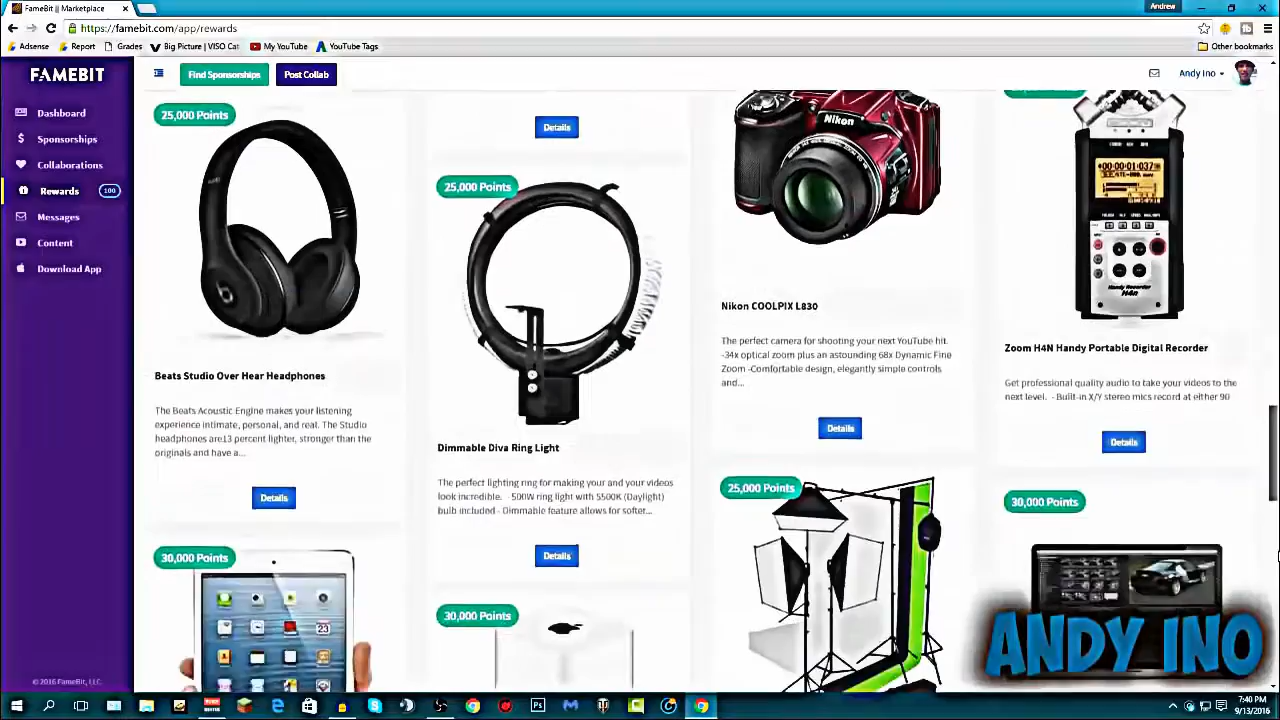 FameBit || Marketplace
Andrew
https://famebit.com/app/rewards
Adsense
Report
Grades
Big Picture | VISO Cat
My YouTube
YouTube Tags
Other bookmarks
FAMEBIT
Find Sponsorships
Post Collab
Andy Ino
Dashboard
Sponsorships
Collaborations
Rewards
100
Messages
Content
Download App
© 2016 FameBit, LLC.
25,000 Points
Beats Studio Over Hear Headphones
The Beats Acoustic Engine makes your listening
experience intimate, personal, and real. The Studio
headphones are13 percent lighter, stronger than the
originals and have a...
Details
30,000 Points
Details
25,000 Points
Dimmable Diva Ring Light
The perfect lighting ring for making your and your videos
look incredible. - 500W ring light with 5500K (Daylight)
bulb included - Dimmable feature allows for softer...
Details
30,000 Points
Nikon
Nikon COOLPIX L830
The perfect camera for shooting your next YouTube hit.
-34x optical zoom plus an astounding 68x Dynamic Fine
Zoom -Comfortable design, elegantly simple controls
and...
Details
25,000 Points
Handy Recorder
H4n
Zoom H4N Handy Portable Digital Recorder
Get professional quality audio to take your videos to the
next level. - Built-in X/Y stereo mics record at either 90
Details
30,000 Points
23
ANDY INO
7:40 PM
9/13/2016